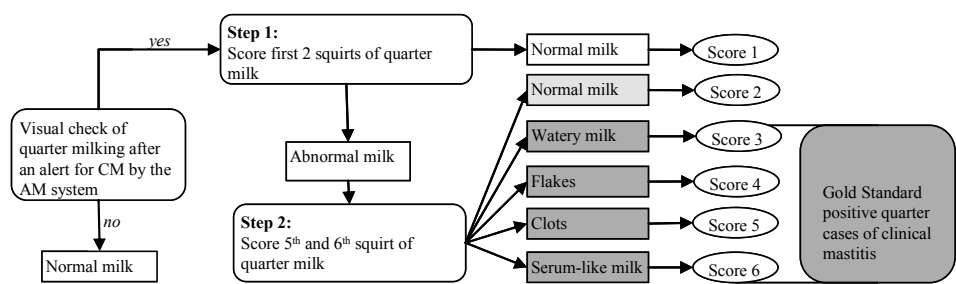 Visual check of
quarter milking after
an alert for CM by the
AM system
yes
no
Normal milk
Step 1:
Score first 2 squirts of quarter
milk
Abnormal milk
Step 2:
Score 5th and 6th squirt of
quarter milk
Normal milk
Score 1
Normal milk
Score 2
Watery milk
Score 3
Flakes
Score 4
Clots
Score 5
Serum-like milk
Score 6
Gold Standard
positive quarter
cases of clinical
mastitis